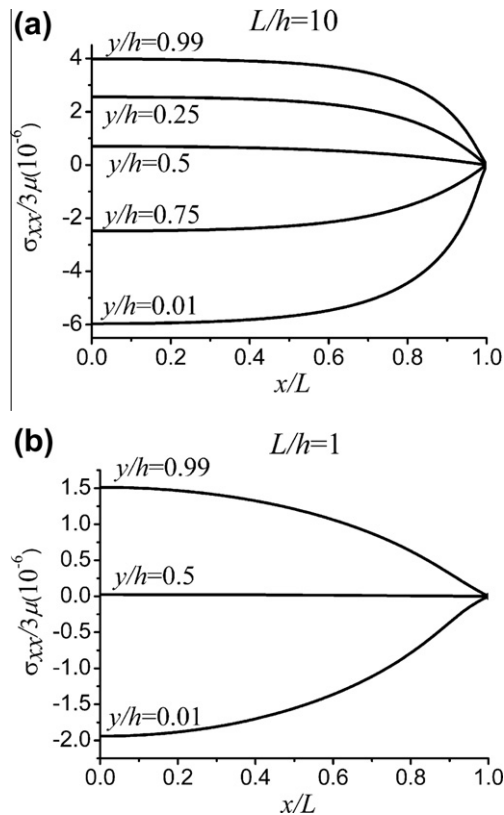 (a)
L/h=10
y/h=0.99
y/h=0.25
y/h=0.5
y/h=0.75
y/h=0.01
4
2
0
-2
-4
-6
σxx/3μ(10⁻⁶)
0.0 0.2 0.4 0.6 0.8 1.0
x/L
(b)
L/h=1
y/h=0.99
y/h=0.5
y/h=0.01
1.5
1.0
0.5
0.0
-0.5
-1.0
-1.5
-2.0
σxx/3μ(10⁻⁶)
0.0 0.2 0.4 0.6 0.8 1.0
x/L